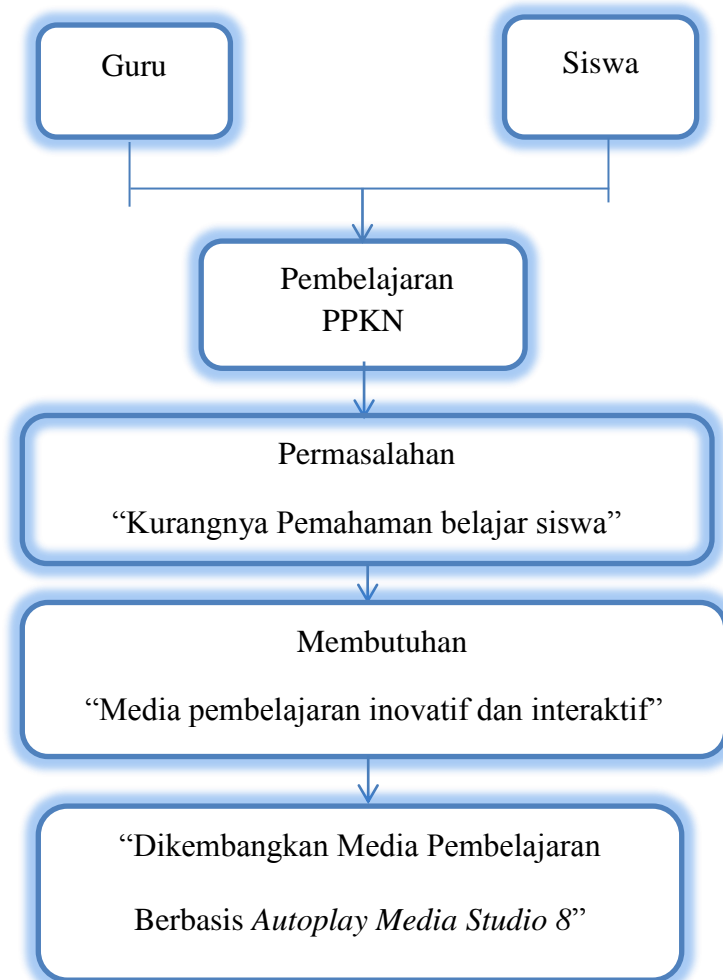 Guru
Siswa
Pembelajaran
PPKN
Permasalahan
“Kurangnya Pemahaman belajar siswa”
Membutuhan
“Media pembelajaran inovatif dan interaktif”
“Dikembangkan Media Pembelajaran
Berbasis Autoplay Media Studio 8”